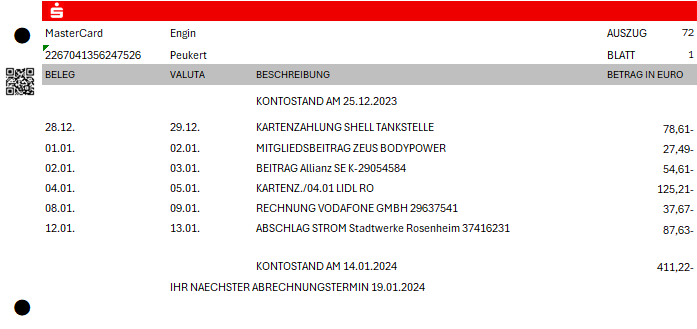 MasterCard Engin AUSZUG 72
2267041356247526 Peukert BLATT 1
BELEG VALUTA BESCHREIBUNG BETRAG IN EURO
KONTOSTAND AM 25.12.2023
28.12. 29.12. KARTENZAHLUNG SHELL TANKSTELLE 78,61-
01.01. 02.01. MITGLIEDSBEITRAG ZEUS BODYPOWER 27,49-
02.01. 03.01. BEITRAG Allianz SE K-29054584 54,61-
04.01. 05.01. KARTENZ./04.01 LIDL RO 125,21-
08.01. 09.01. RECHNUNG VODAFONE GMBH 29637541 37,67-
12.01. 13.01. ABSCHLAG STROM Stadtwerke Rosenheim 37416231 87,63-
KONTOSTAND AM 14.01.2024 411,22-
IHR NAECHSTER ABRECHNUNGSTERMIN 19.01.2024